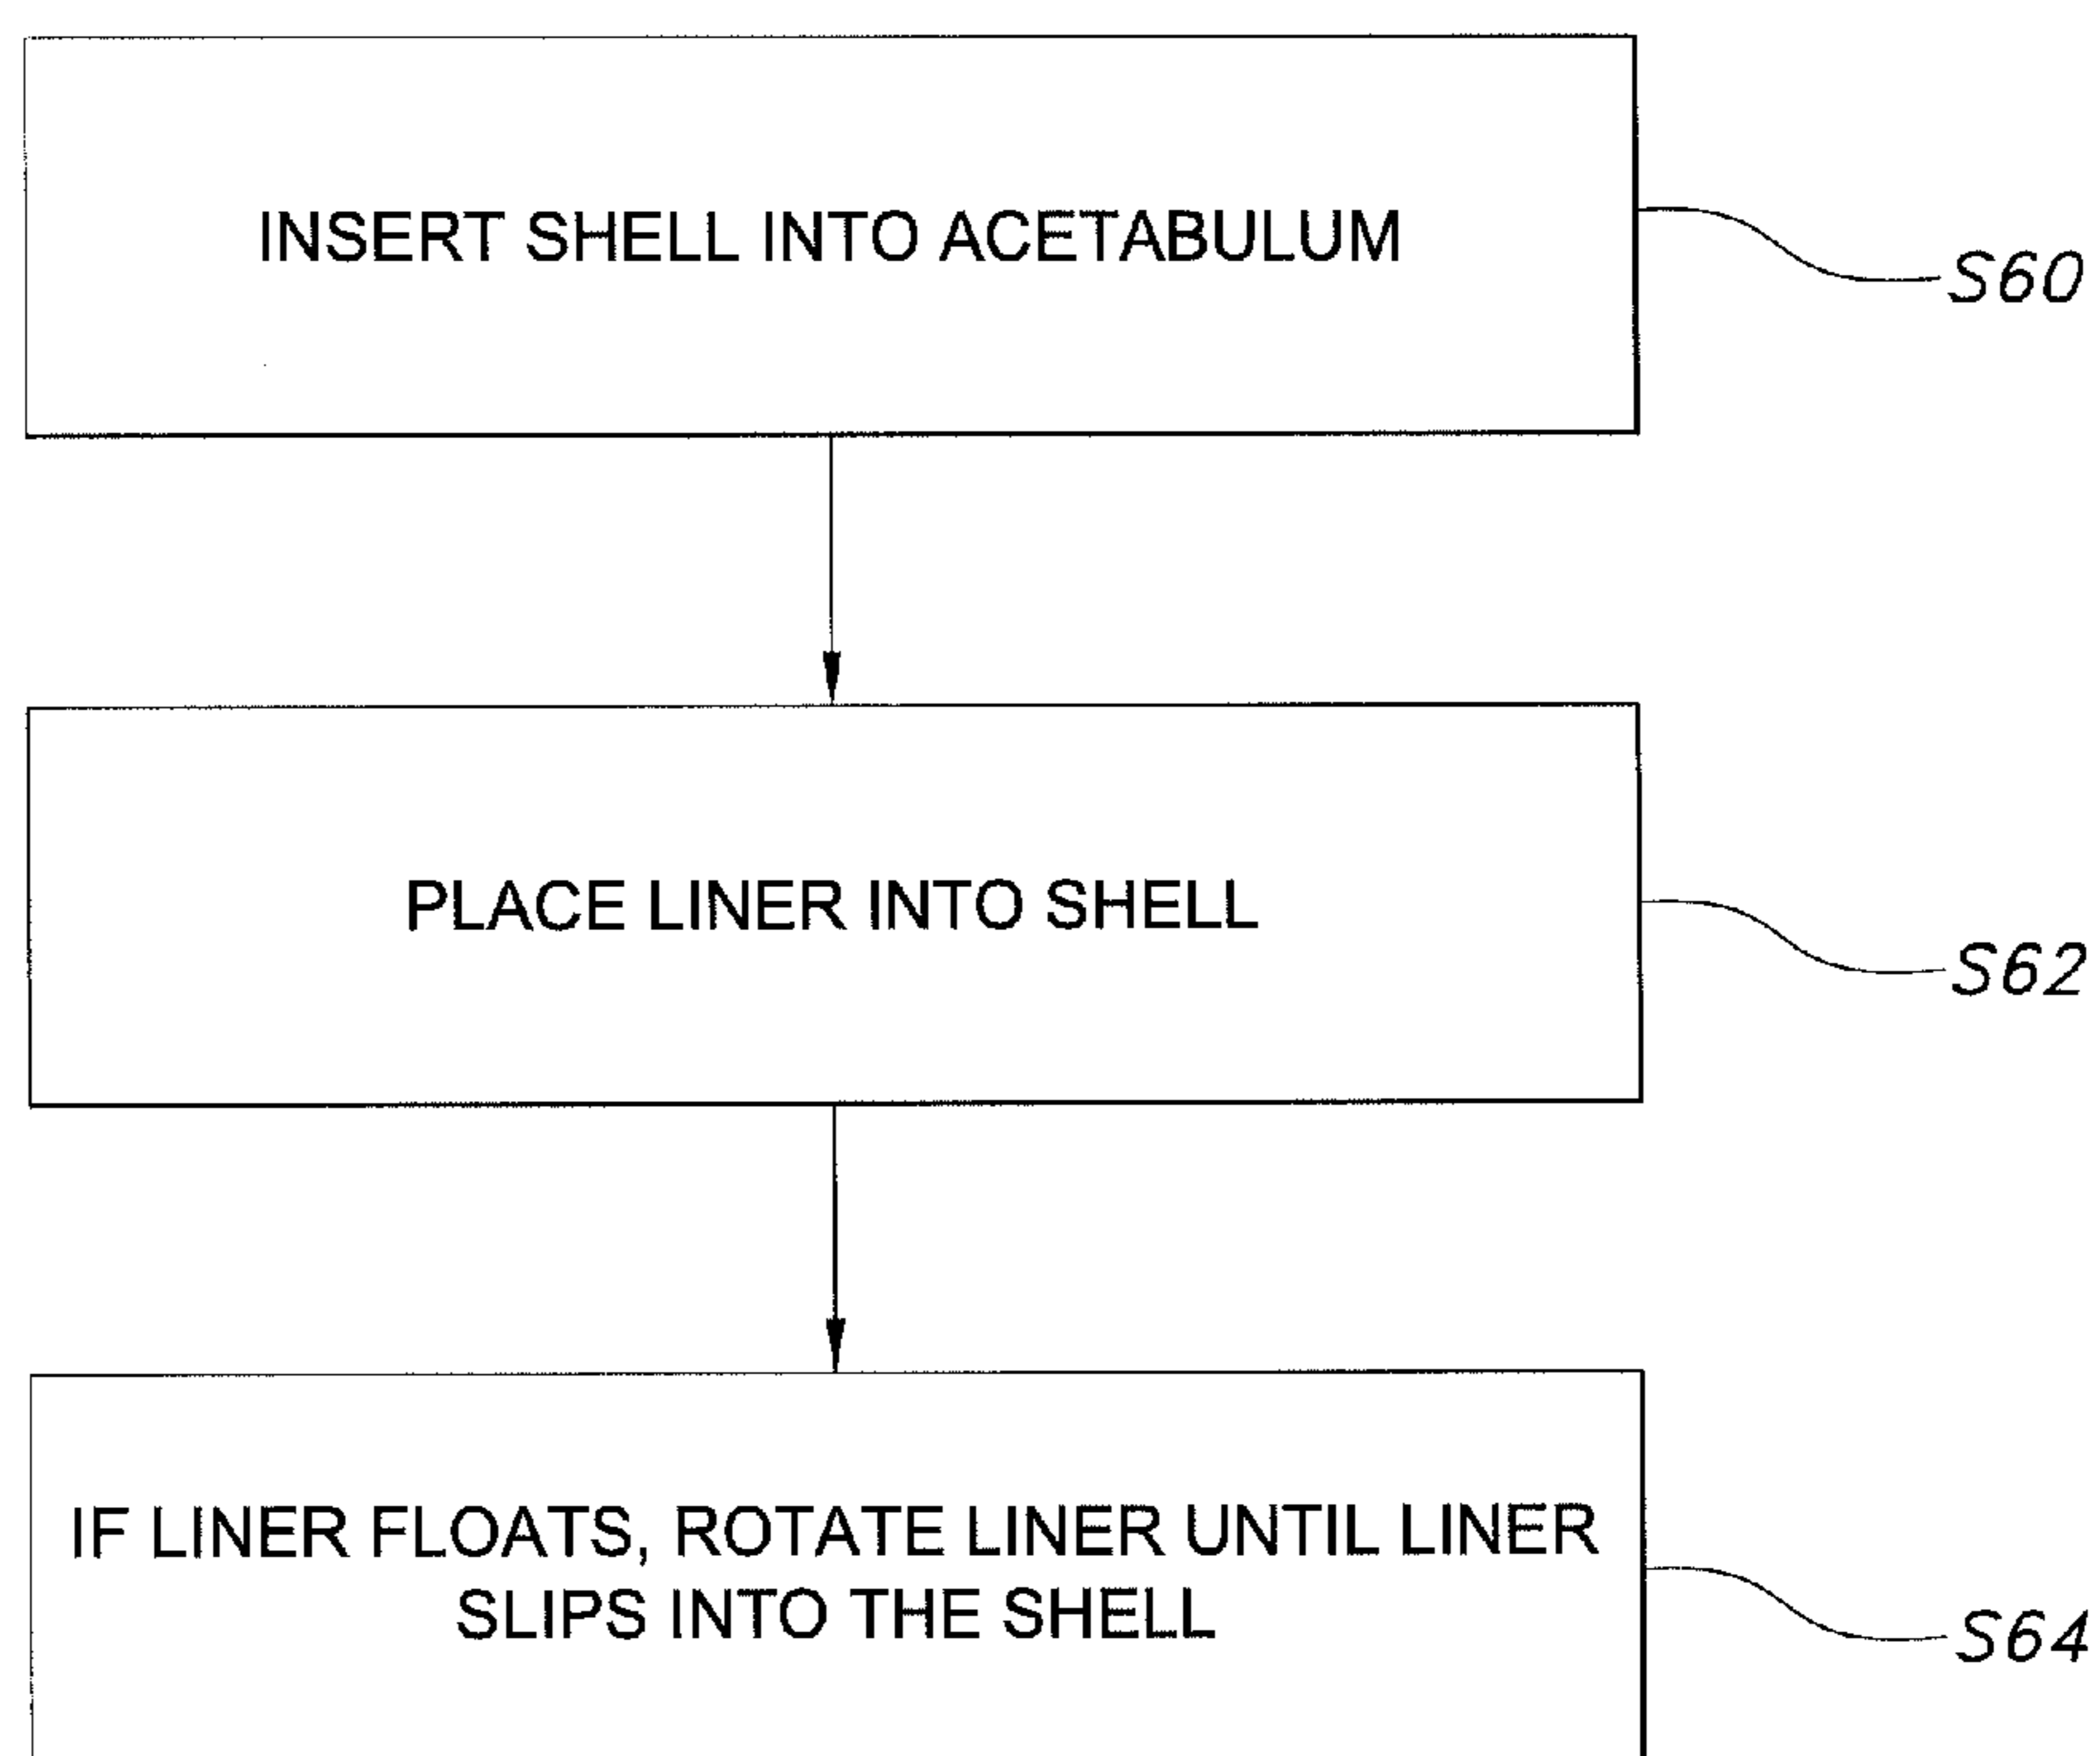 INSERT SHELL INTO ACETABULUM
S60
PLACE LINER INTO SHELL
S62
IF LINER FLOATS, ROTATE LINER UNTIL LINER
SLIPS INTO THE SHELL
S64